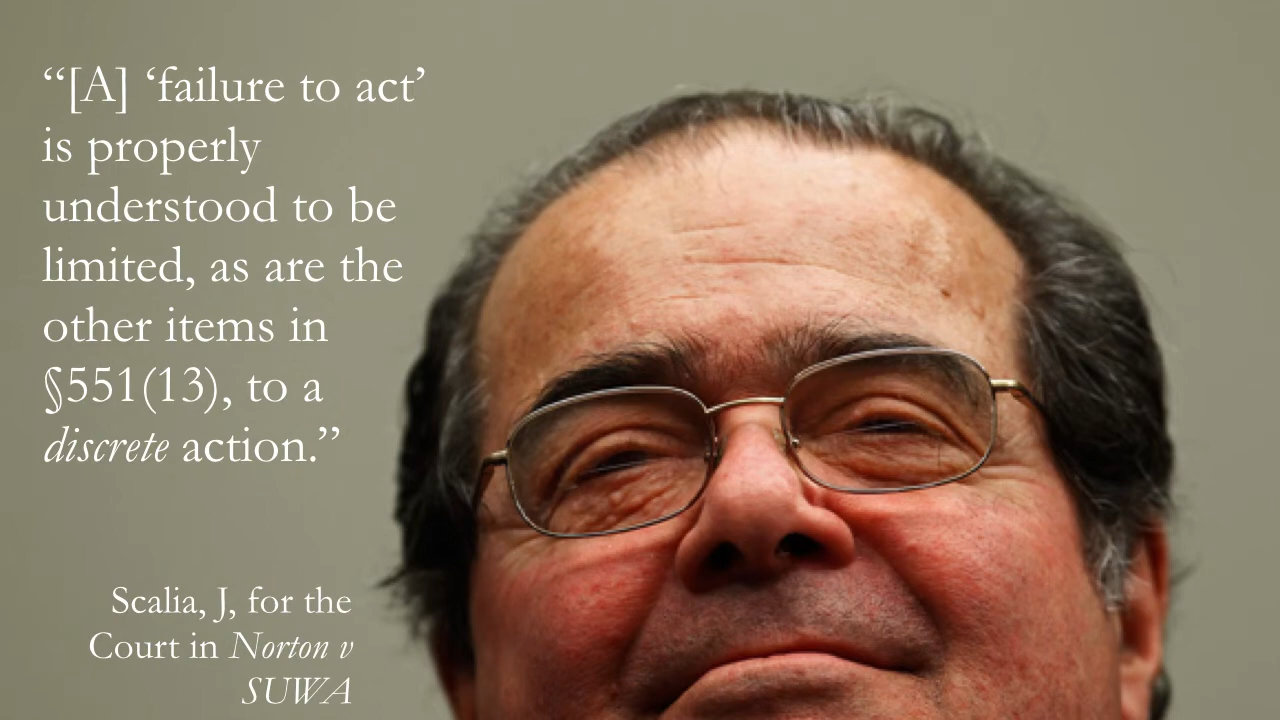 “[A] ‘failure to act’
is properly
understood to be
limited, as are the
other items in
§551(13), to a
discrete action.”
Scalia, J, for the
Court in Norton v
SUWA